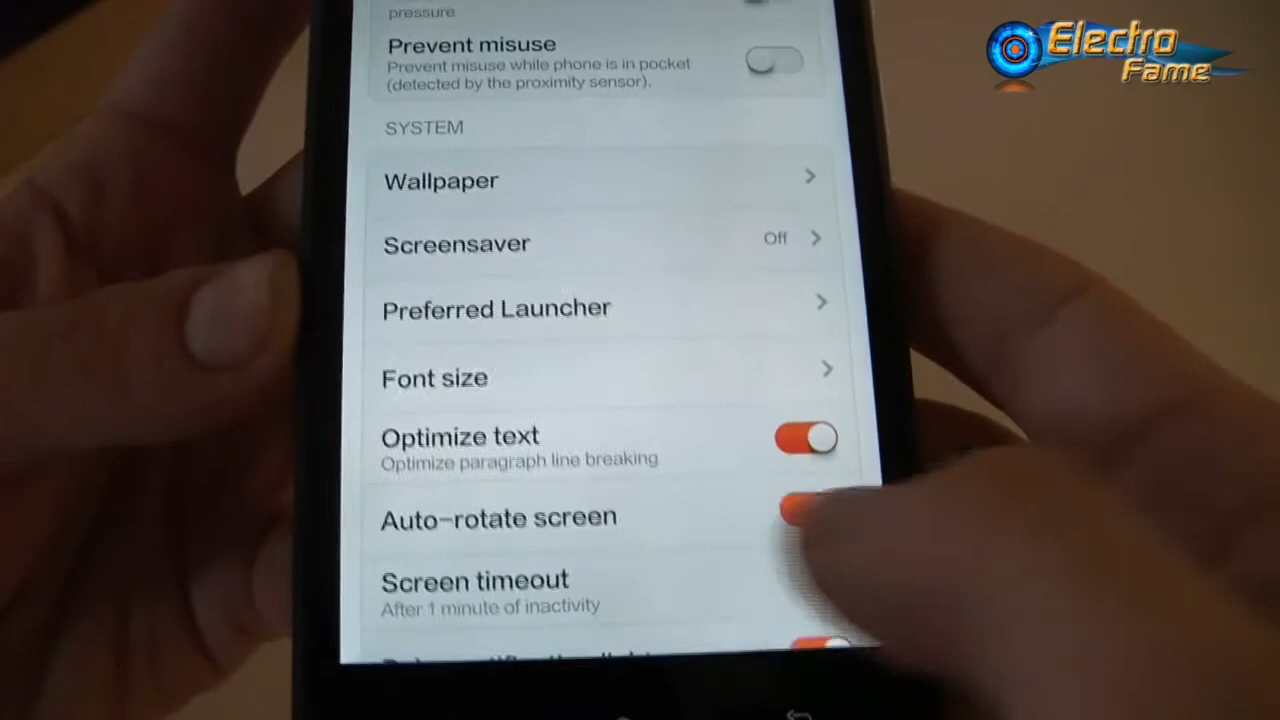 Electro
Fame
pressure
Prevent misuse
Prevent misuse while phone is in pocket
(detected by the proximity sensor).
SYSTEM
Wallpaper
Screensaver Off
Preferred Launcher
Font size
Optimize text
Optimize paragraph line breaking
Auto-rotate screen
Screen timeout
After 1 minute of inactivity